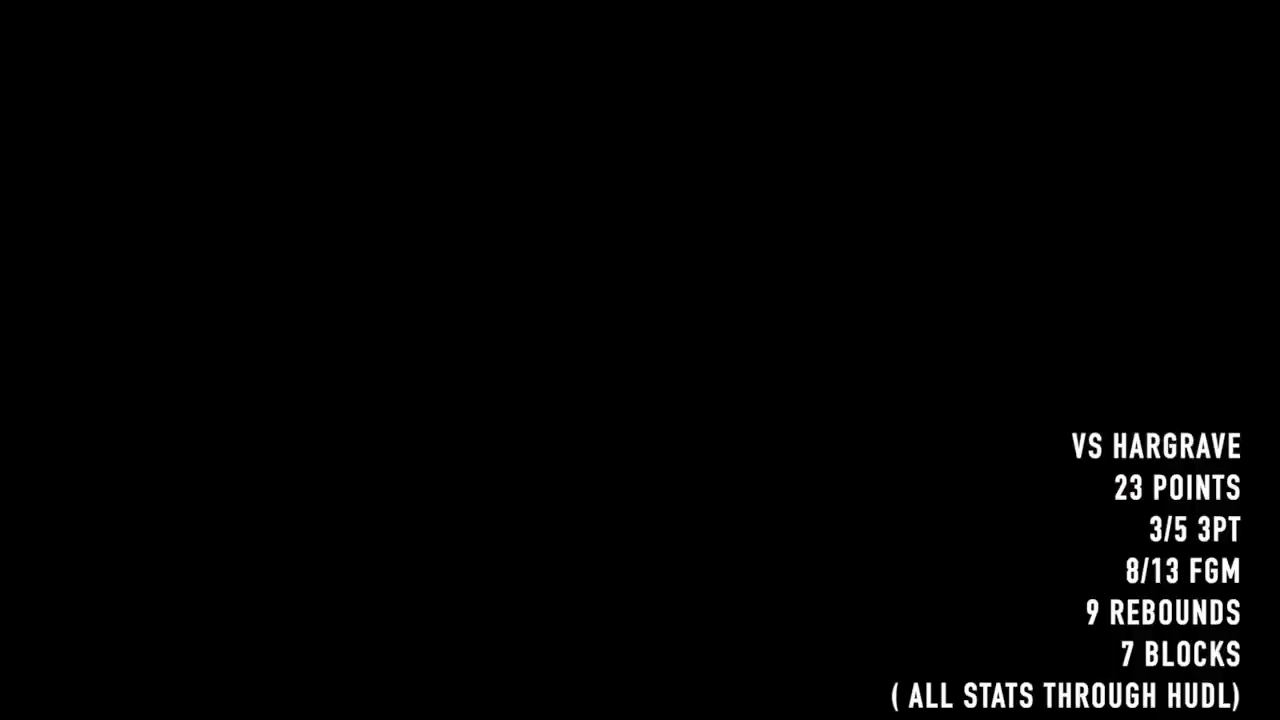 VS HARGRAVE
23 POINTS
3/5 3PT
8/13 FGM
9 REBOUNDS
7 BLOCKS
( ALL STATS THROUGH HUDL)